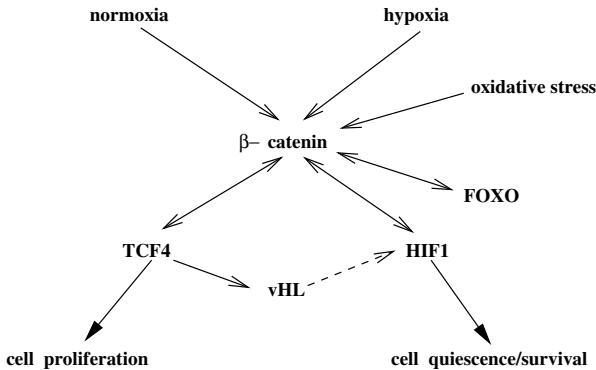 normoxia
hypoxia
oxidative stress
β– catenin
FOXO
TCF4
HIF1
vHL
cell proliferation
cell quiescence/survival